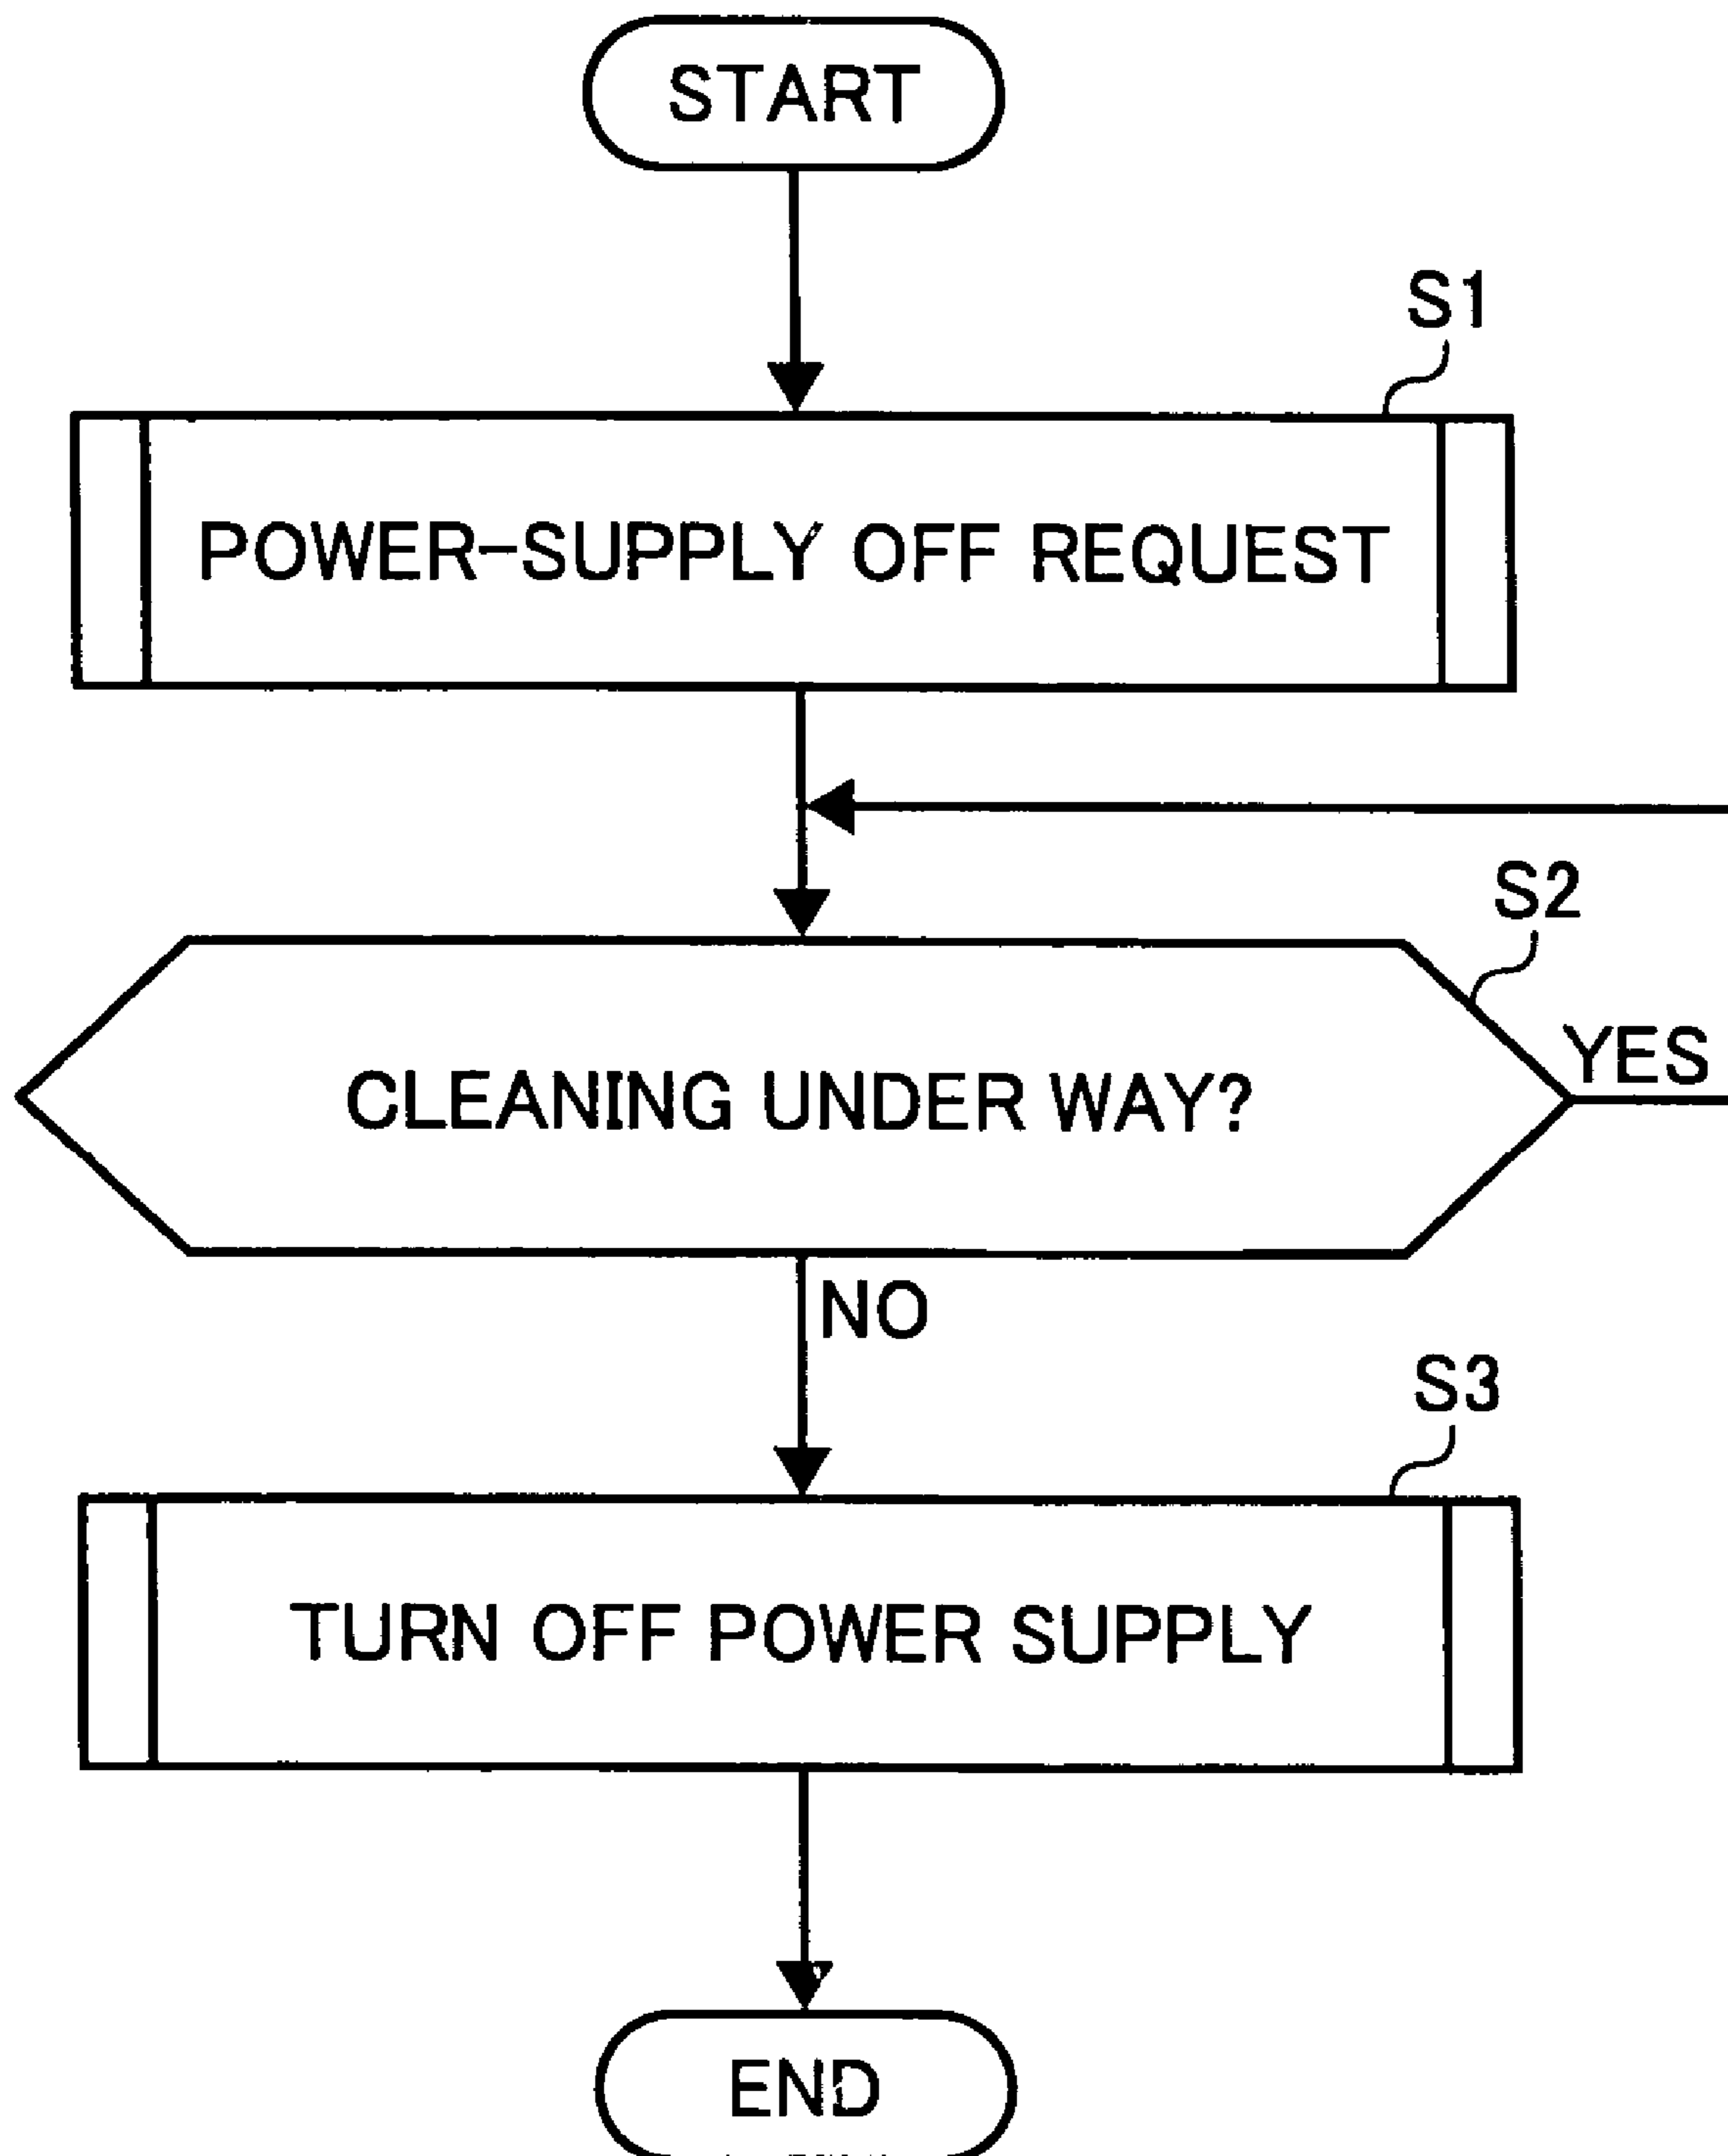 START
S1
POWER-SUPPLY OFF REQUEST
S2
CLEANING UNDER WAY?
YES
NO
S3
TURN OFF POWER SUPPLY
END